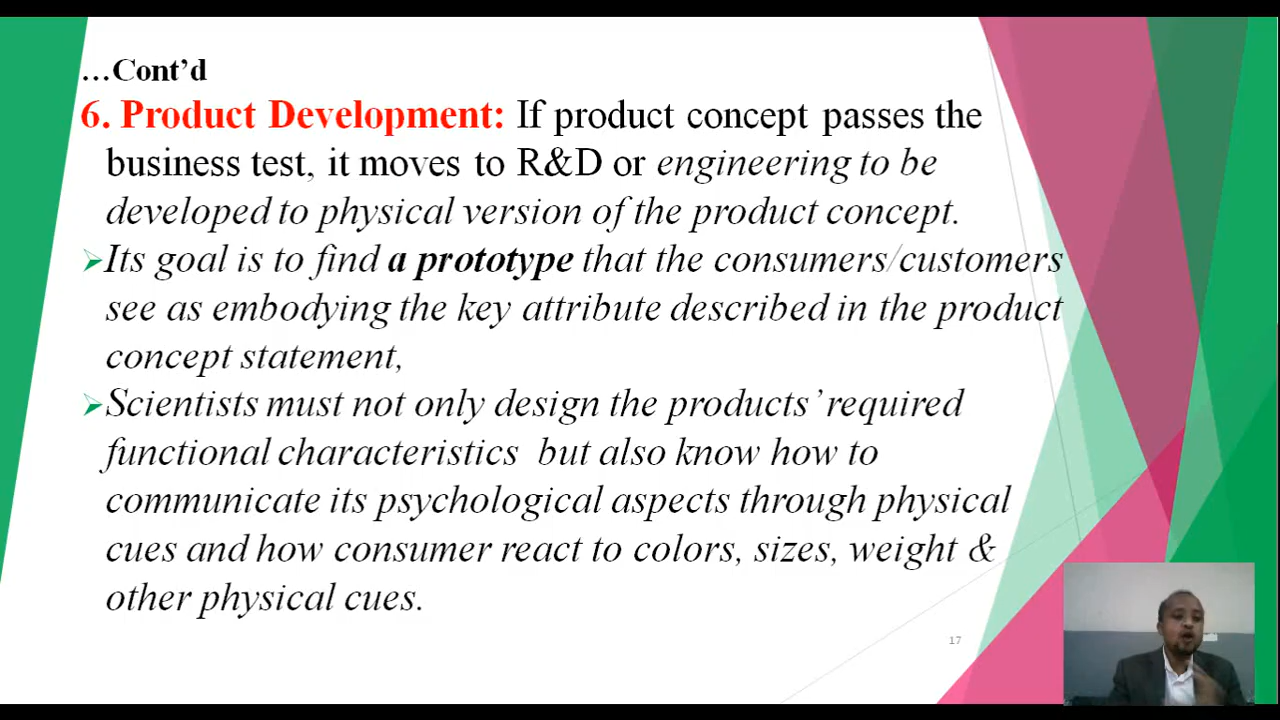 …Cont’d
6. Product Development: If product concept passes the
business test, it moves to R&D or engineering to be
developed to physical version of the product concept.
➢Its goal is to find a prototype that the consumers/customers
see as embodying the key attribute described in the product
concept statement,
➢Scientists must not only design the products’ required
functional characteristics but also know how to
communicate its psychological aspects through physical
cues and how consumer react to colors, sizes, weight &
other physical cues.
17